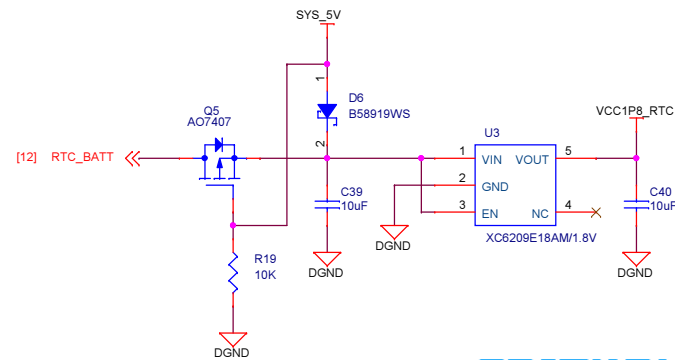 SYS_5V
1
D6
B58919WS
2
Q5
AO7407
[12] RTC_BATT
C39
10uF
DGND
R19
10K
DGND
U3
1 VIN VOUT 5
2 GND
3 EN NC 4
XC6209E18AM/1.8V
DGND
VCC1P8_RTC
C40
10uF
DGND